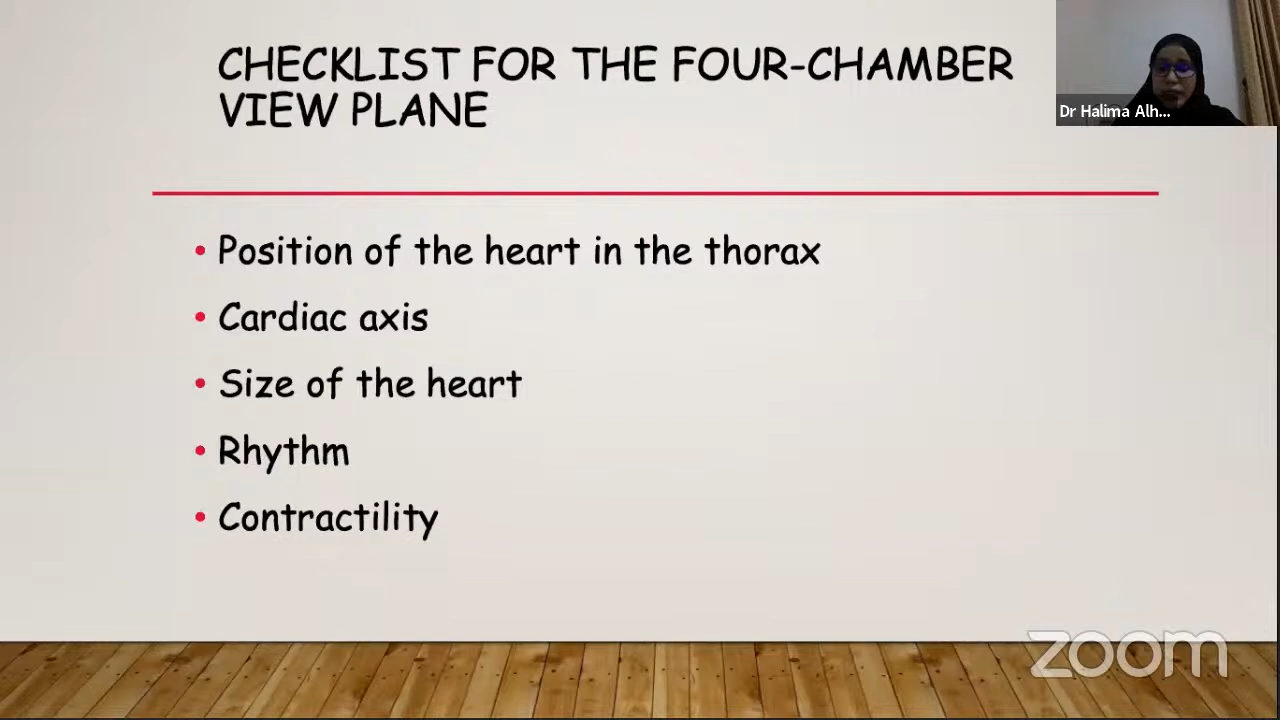 CHECKLIST FOR THE FOUR-CHAMBER
VIEW PLANE
Dr Halima Alh...
• Position of the heart in the thorax
• Cardiac axis
• Size of the heart
• Rhythm
• Contractility
zoom